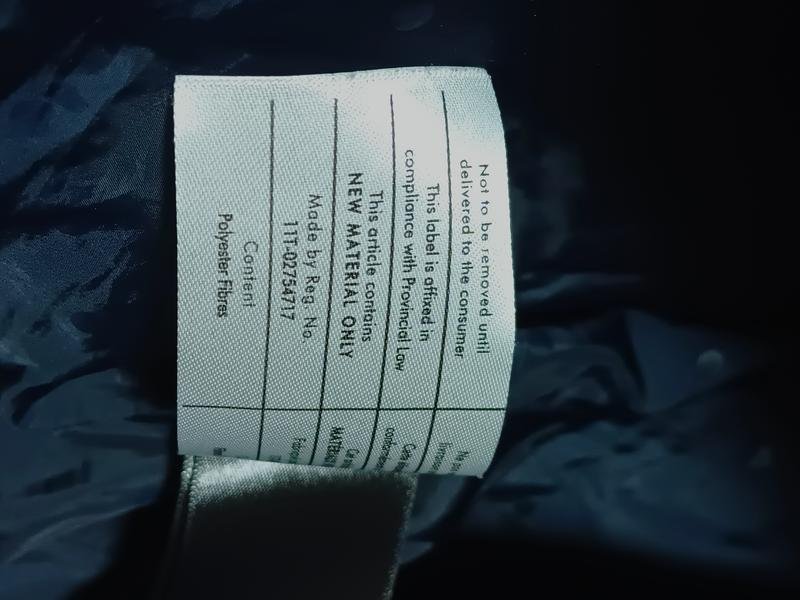 Not to be removed until
delivered to the consumer
This label is affixed in
compliance with Provincial Law
This article contains
NEW MATERIAL ONLY
Made by Reg. No.
11T-02754717
Content
Polyester Fibres